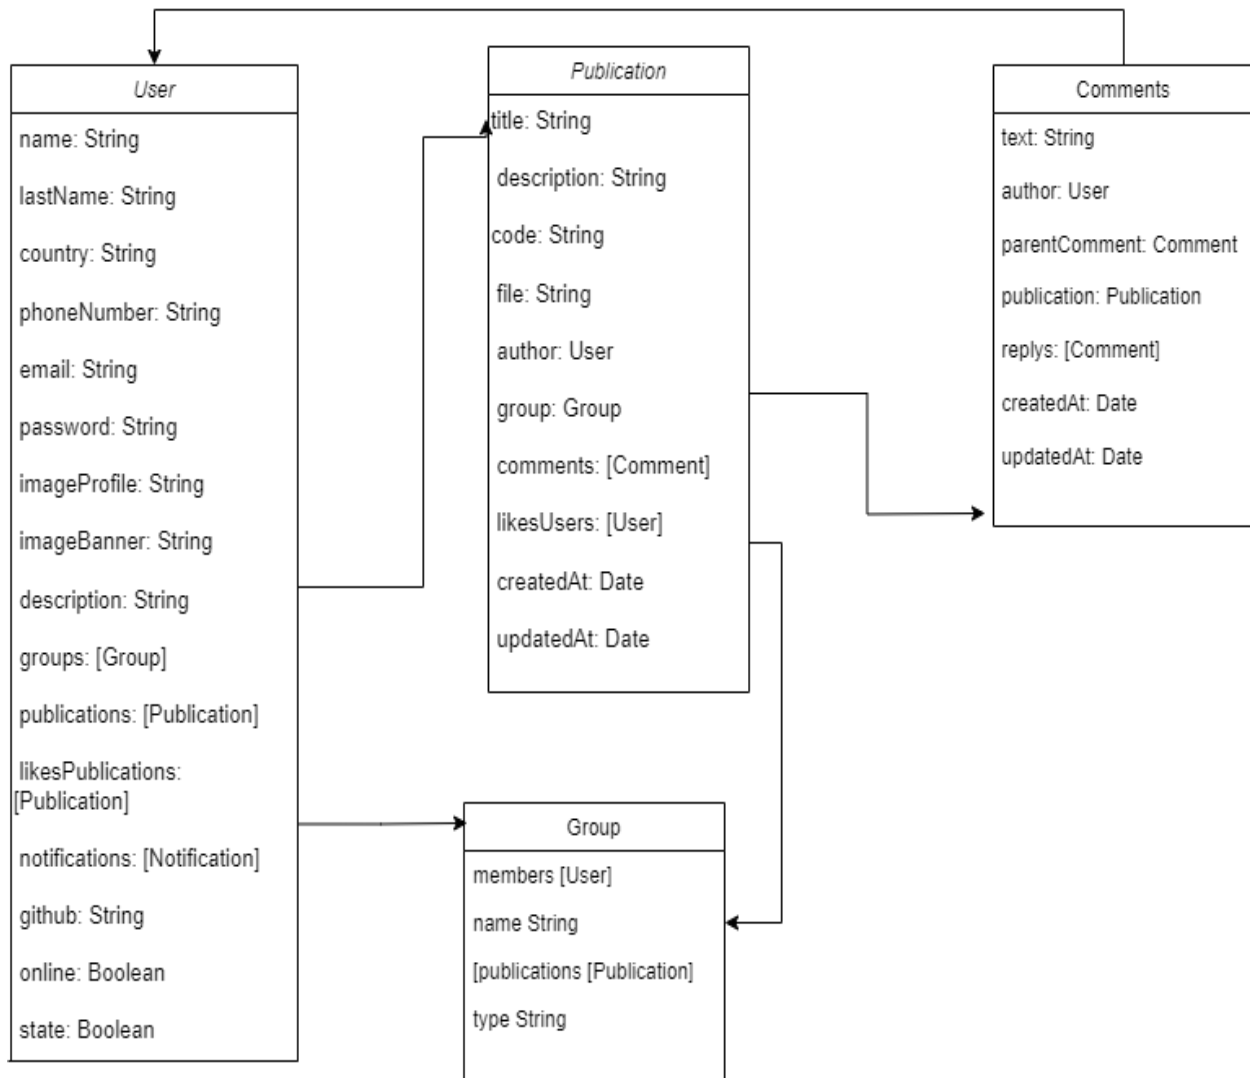 User
name: String
lastName: String
country: String
phoneNumber: String
email: String
password: String
imageProfile: String
imageBanner: String
description: String
groups: [Group]
publications: [Publication]
likesPublications:
[Publication]
notifications: [Notification]
github: String
online: Boolean
state: Boolean
Publication
title: String
description: String
code: String
file: String
author: User
group: Group
comments: [Comment]
likesUsers: [User]
createdAt: Date
updatedAt: Date
Group
members [User]
name String
[publications [Publication]
type String
Comments
text: String
author: User
parentComment: Comment
publication: Publication
replys: [Comment]
createdAt: Date
updatedAt: Date